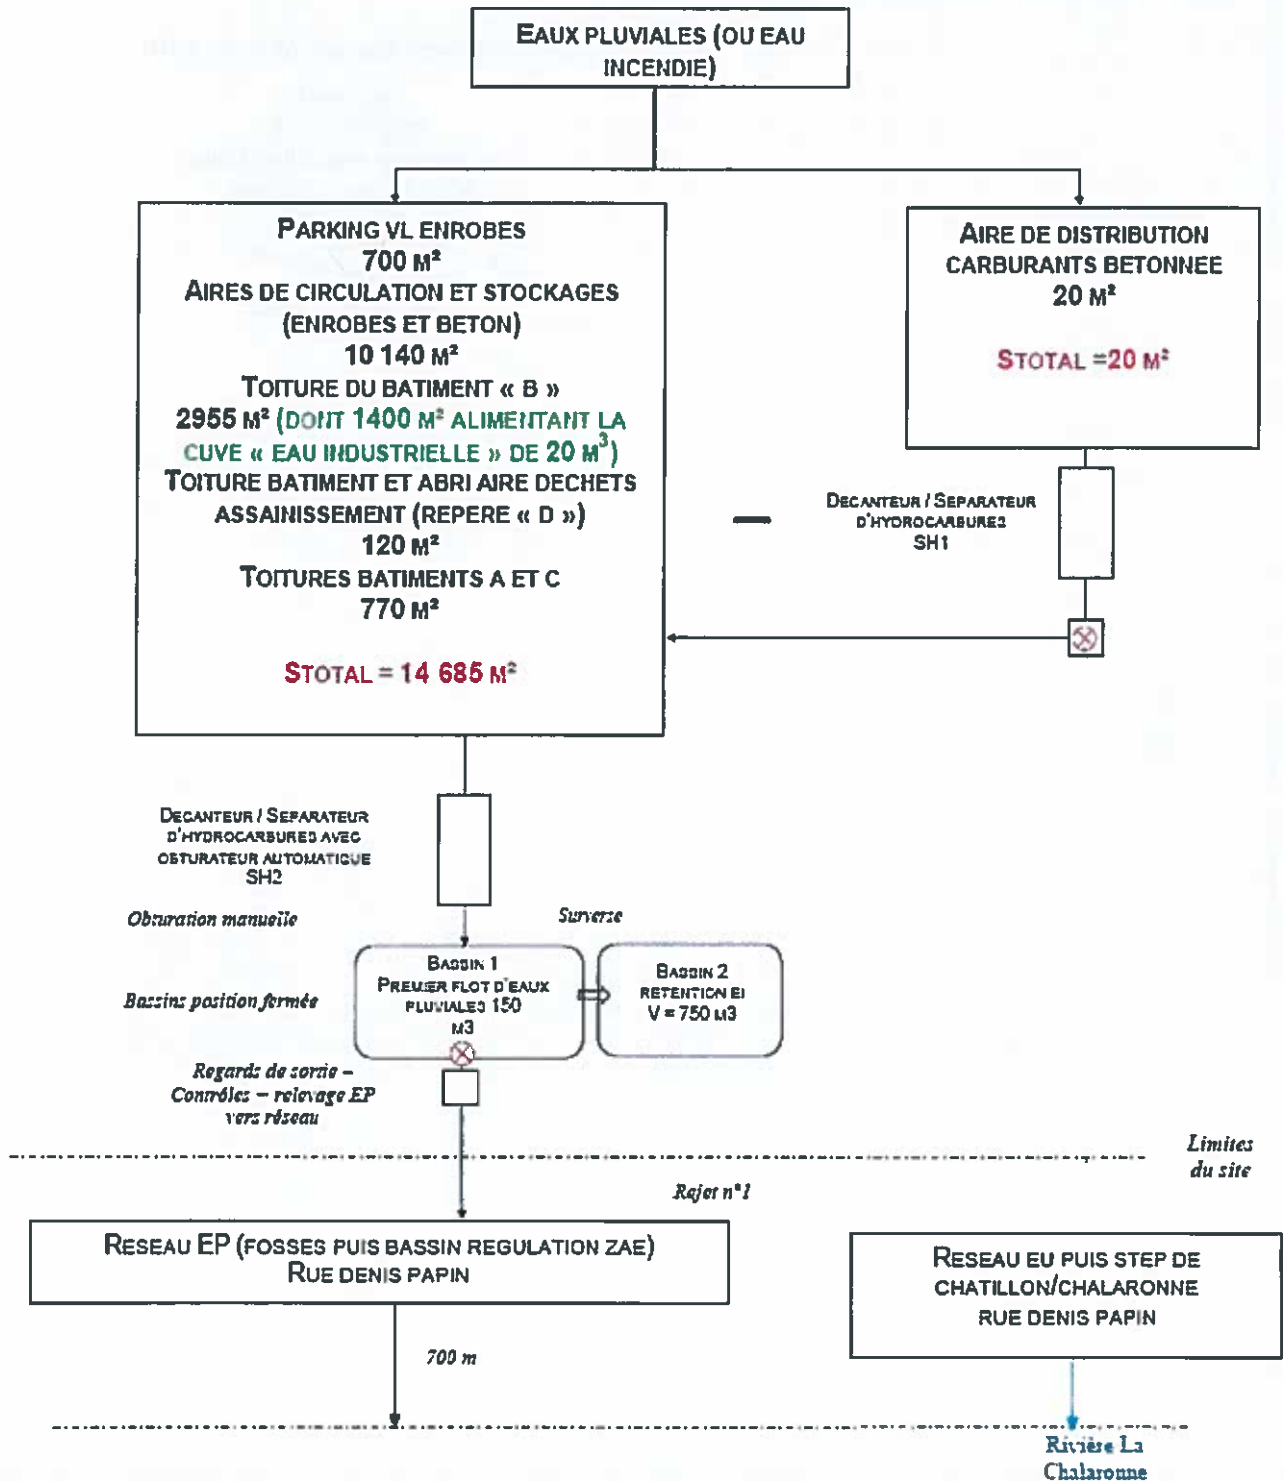 EAUX PLUVIALES (OU EAU
INCENDIE)
PARKING VL ENROBES
700 M²
AIRES DE CIRCULATION ET STOCKAGES
(ENROBES ET BETON)
10 140 M²
TOITURE DU BATIMENT « B »
2955 M² (DONT 1400 M² ALIMENTANT LA
CUVE « EAU INDUSTRIELLE » DE 20 M³)
TOITURE BATIMENT ET ABRI AIRE DECHETS
ASSAINISSEMENT (REPERE « D »)
120 M²
TOITURES BATIMENTS A ET C
770 M²
STOTAL = 14 685 M²
AIRE DE DISTRIBUTION
CARBURANTS BETONNEE
20 M²
STOTAL =20 M²
DECANTEUR / SEPARATEUR
D'HYDROCARBURES
SH1
DECANTEUR / SEPARATEUR
D'HYDROCARBURES AVEC
OBTURATEUR AUTOMATIQUE
SH2
Obturation manuelle
Surverse
BASSIN 1
PREMIER FLOT D'EAUX
PLUVIALES 150
M3
BASSIN 2
RETENTION EI
V = 750 M3
Bassins position fermée
Regards de sortie –
Contrôles – relevage EP
vers réseau
Limites
du site
Rejet n°1
RESEAU EP (FOSSES PUIS BASSIN REGULATION ZAE)
RUE DENIS PAPIN
RESEAU EU PUIS STEP DE
CHATILLON/CHALARONNE
RUE DENIS PAPIN
700 m
Rivière La
Chalaronne